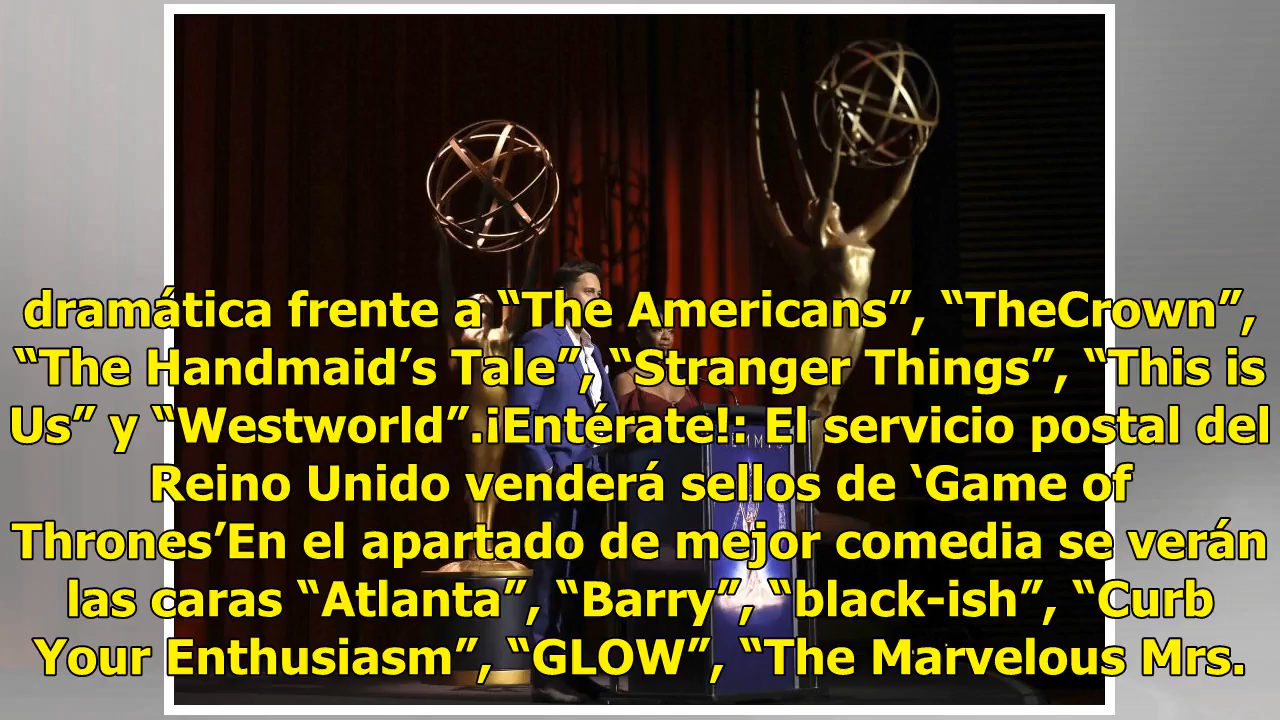 dramática frente a “The Americans”, “TheCrown”,
“The Handmaid’s Tale”, “Stranger Things”, “This is
Us” y “Westworld”.¡Entérate!: El servicio postal del
Reino Unido venderá sellos de ‘Game of
Thrones’En el apartado de mejor comedia se verán
las caras “Atlanta”, “Barry”, “black-ish”, “Curb
Your Enthusiasm”, “GLOW”, “The Marvelous Mrs.